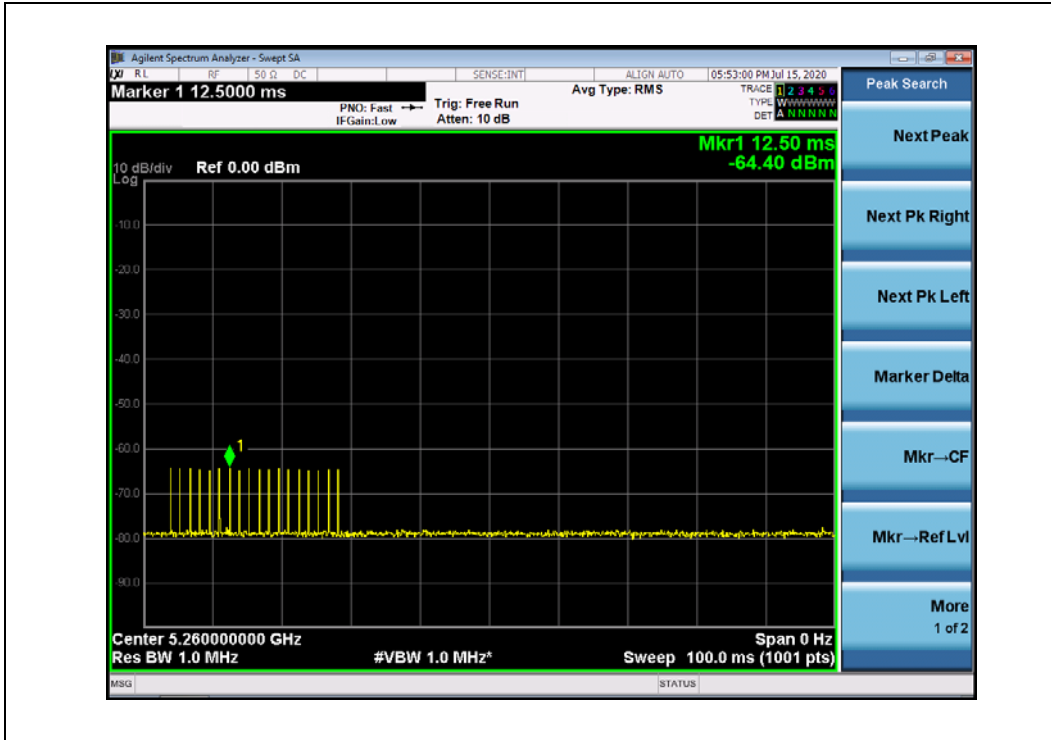 Agilent Spectrum Analyzer - Swept SA
RL RF 50 Ω DC SENSE:INT ALIGN AUTO 05:53:00 PM Jul 15, 2020
Marker 1 12.5000 ms
PNO: Fast
IFGain:Low
Trig: Free Run
Atten: 10 dB
Avg Type: RMS
TRACE 1 2 3 4 5 6
TYPE WWWWWW
DET A N N N N N
Mkr1 12.50 ms
-64.40 dBm
10 dB/div Ref 0.00 dBm
Log
-10.0
-20.0
-30.0
-40.0
-50.0
-60.0
-70.0
-80.0
-90.0
1
Center 5.260000000 GHz Span 0 Hz
Res BW 1.0 MHz #VBW 1.0 MHz* Sweep 100.0 ms (1001 pts)
MSG STATUS
Peak Search
Next Peak
Next Pk Right
Next Pk Left
Marker Delta
Mkr→CF
Mkr→Ref Lvl
More
1 of 2